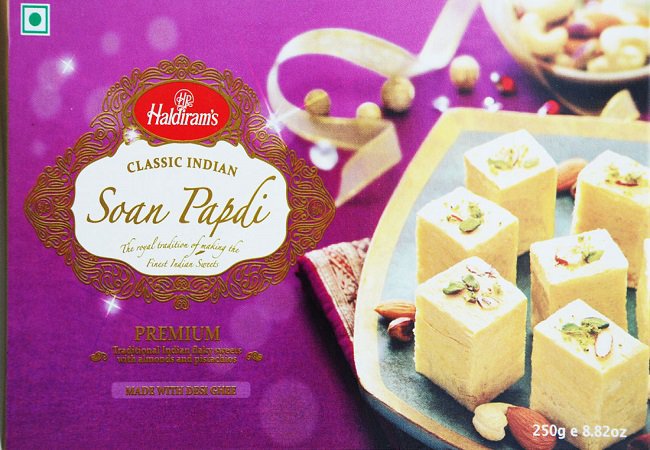 HR
Haldiram's
CLASSIC INDIAN
Soan Papdi
The royal tradition of making the
Finest Indian Sweets
PREMIUM
Traditional Indian flaky sweets
with almonds and pistachios
MADE WITH DESI GHEE
250g e 8.82oz